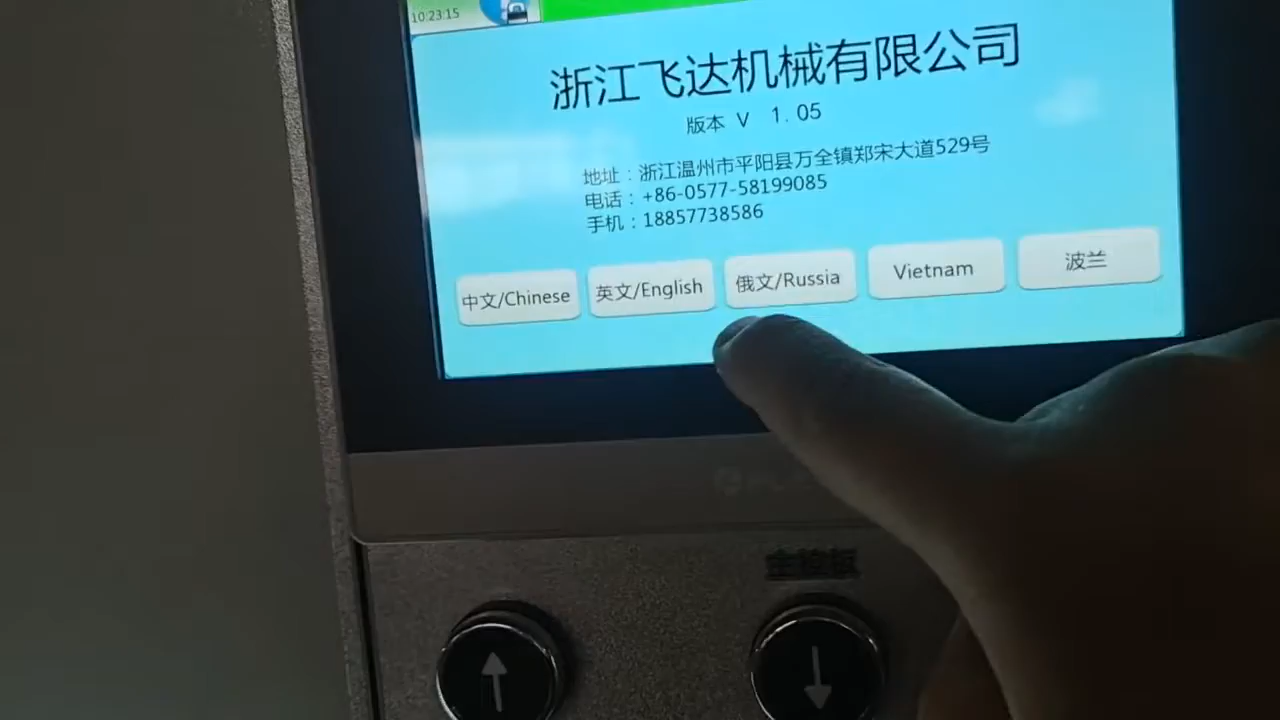 10:23:15
浙江飞达机械有限公司
版本 V 1.05
地址：浙江温州市平阳县万全镇郑宋大道529号
电话：+86-0577-58199085
手机：18857738586
中文/Chinese 英文/English 俄文/Russia Vietnam 波兰